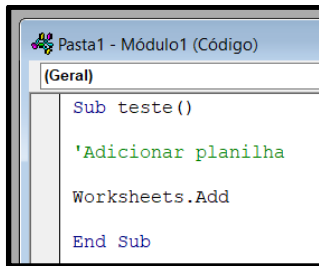 Pasta1 - Módulo1 (Código)
(Geral)
Sub teste()
'Adicionar planilha
Worksheets.Add
End Sub